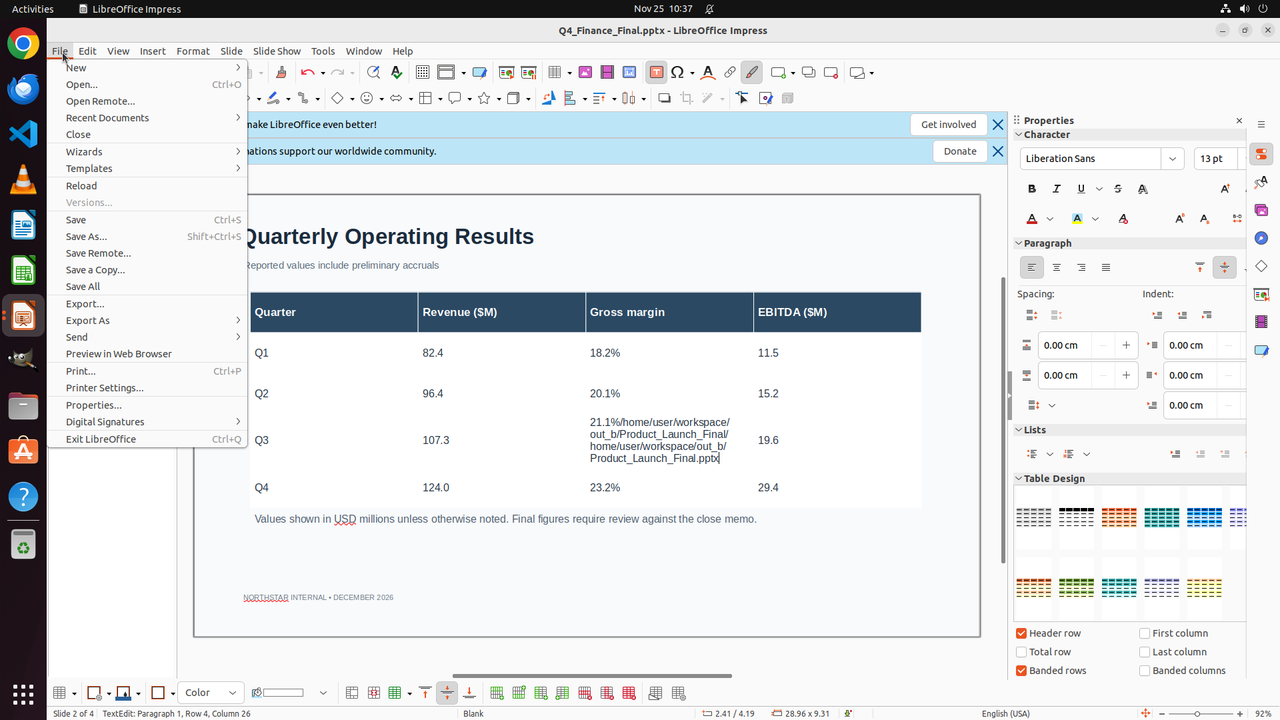 Activities
LibreOffice Impress
Nov 25 10:37
Q4_Finance_Final.pptx - LibreOffice Impress
File Edit View Insert Format Slide Slide Show Tools Window Help
New
Open... Ctrl+O
Open Remote...
Recent Documents
Close
Wizards
Templates
Reload
Versions...
Save Ctrl+S
Save As... Shift+Ctrl+S
Save Remote...
Save a Copy...
Save All
Export...
Export As
Send
Preview in Web Browser
Print... Ctrl+P
Printer Settings...
Properties...
Digital Signatures
Exit LibreOffice Ctrl+Q
make LibreOffice even better!
Get involved
nations support our worldwide community.
Donate
Quarterly Operating Results
Reported values include preliminary accruals
Quarter Revenue ($M) Gross margin EBITDA ($M)
Q1 82.4 18.2% 11.5
Q2 96.4 20.1% 15.2
Q3 107.3 21.1%/home/user/workspace/
out_b/Product_Launch_Final/
home/user/workspace/out_b/
Product_Launch_Final.pptx
19.6
Q4 124.0 23.2% 29.4
Values shown in USD millions unless otherwise noted. Final figures require review against the close memo.
NORTHSTAR INTERNAL • DECEMBER 2026
Properties
Character
Liberation Sans 13 pt
Paragraph
Spacing: Indent:
0.00 cm 0.00 cm
0.00 cm 0.00 cm
0.00 cm
Lists
Table Design
Header row First column
Total row Last column
Banded rows Banded columns
Color
Slide 2 of 4 TextEdit: Paragraph 1, Row 4, Column 26 Blank 2.41 / 4.19 28.96 x 9.31 English (USA) 92%